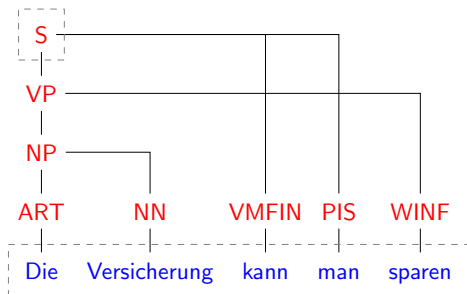 S
VP
NP
ART NN VMFIN PIS WINF
Die Versicherung kann man sparen